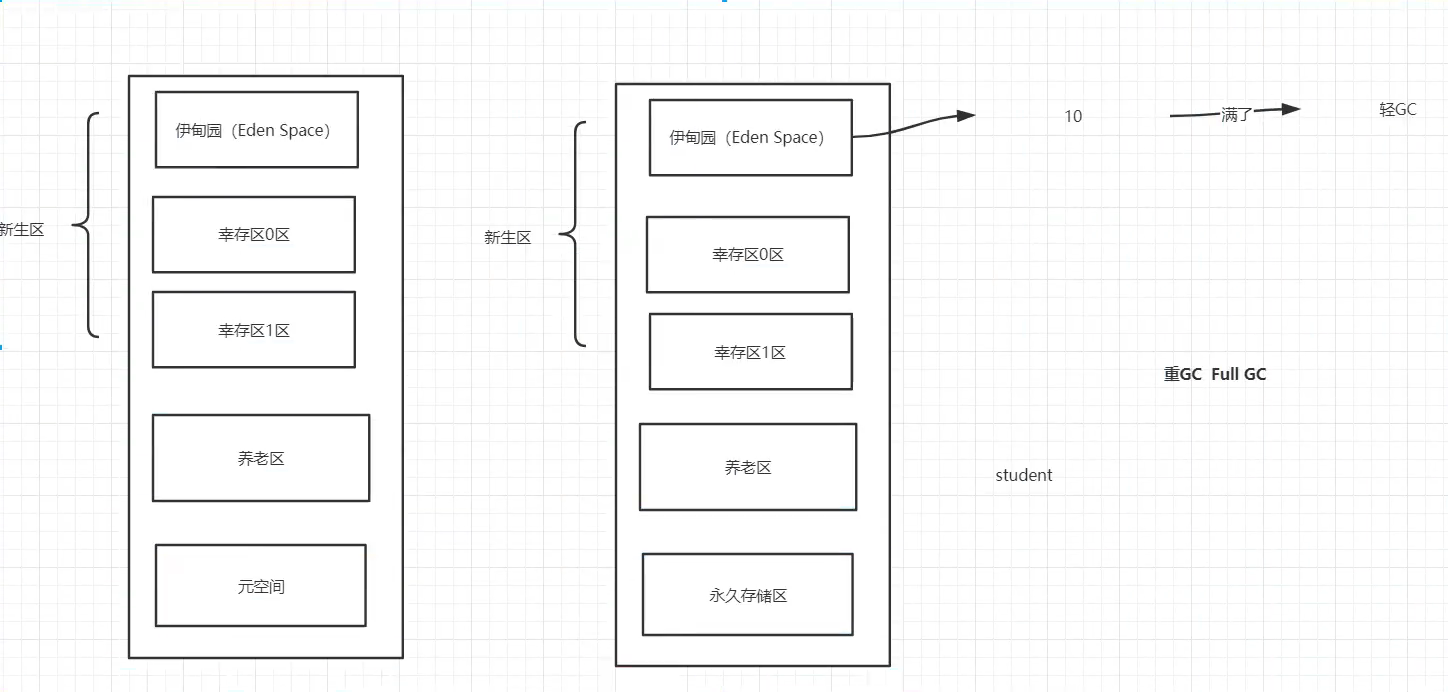 伊甸园（Eden Space）
幸存区0区
新生区
幸存区1区
养老区
元空间
伊甸园（Eden Space）
10
满了
轻GC
幸存区0区
新生区
幸存区1区
重GC Full GC
养老区
student
永久存储区